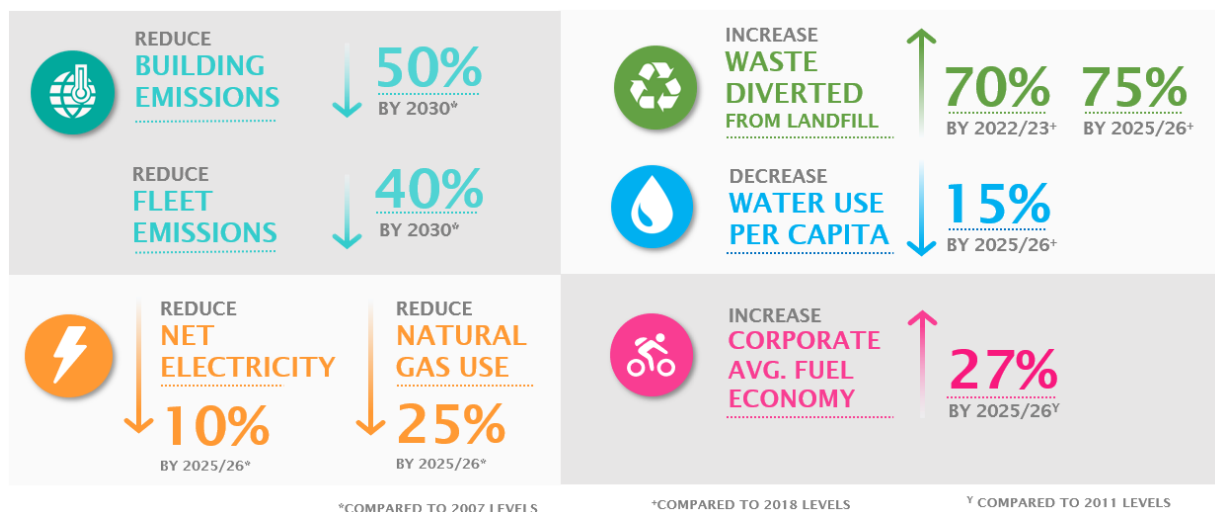 REDUCE
BUILDING
EMISSIONS
50%
BY 2030*
REDUCE
FLEET
EMISSIONS
40%
BY 2030*
INCREASE
WASTE
DIVERTED
FROM LANDFILL
70%
BY 2022/23⁺
75%
BY 2025/26⁺
DECREASE
WATER USE
PER CAPITA
15%
BY 2025/26⁺
REDUCE
NET
ELECTRICITY
10%
BY 2025/26*
REDUCE
NATURAL
GAS USE
25%
BY 2025/26*
INCREASE
CORPORATE
AVG. FUEL
ECONOMY
27%
BY 2025/26ᵞ
*COMPARED TO 2007 LEVELS
⁺COMPARED TO 2018 LEVELS
ᵞ COMPARED TO 2011 LEVELS